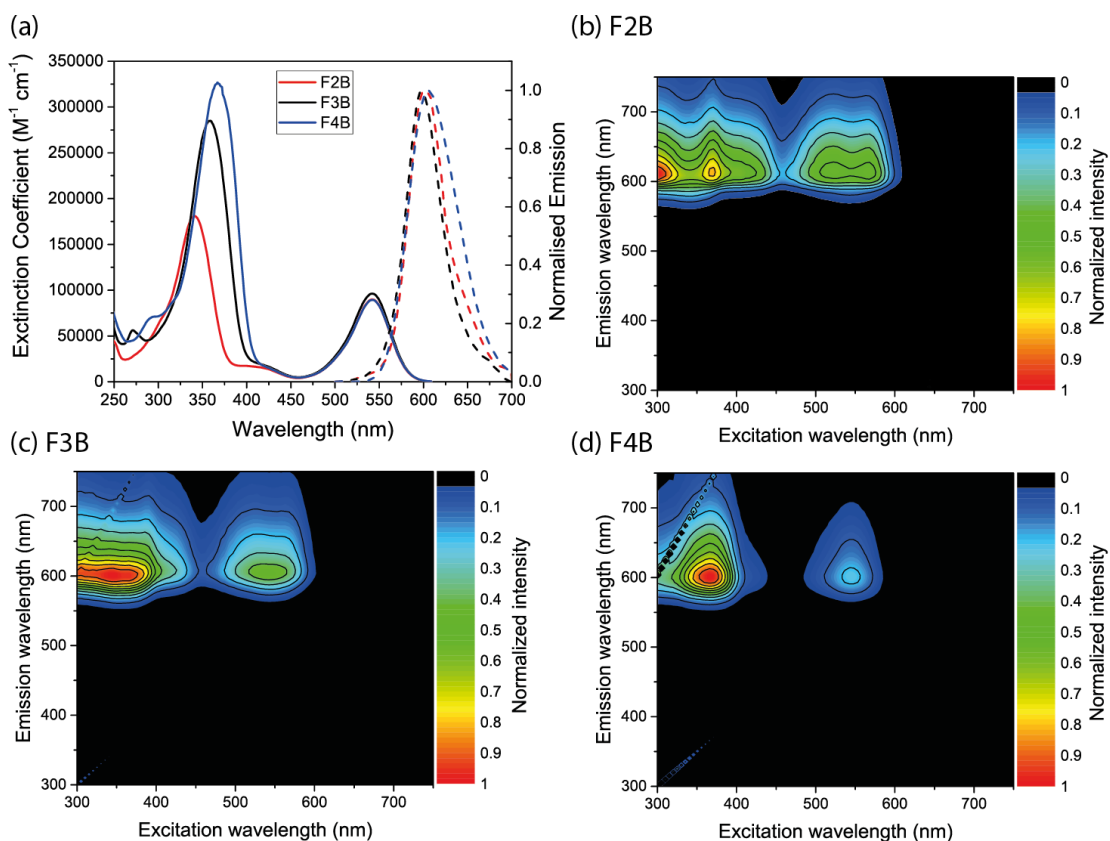 (a)
Exctinction Coefficient (M⁻¹ cm⁻¹)
350000
300000
250000
200000
150000
100000
50000
0
F2B
F3B
F4B
1.0
0.8
0.6
0.4
0.2
0.0
Normalised Emission
250 300 350 400 450 500 550 600 650 700
Wavelength (nm)
(b) F2B
Emission wavelength (nm)
700
600
500
400
300
300 400 500 600 700
Excitation wavelength (nm)
0
0.1
0.2
0.3
0.4
0.5
0.6
0.7
0.8
0.9
1
Normalized intensity
(c) F3B
Emission wavelength (nm)
700
600
500
400
300
300 400 500 600 700
Excitation wavelength (nm)
0
0.1
0.2
0.3
0.4
0.5
0.6
0.7
0.8
0.9
1
Normalized intensity
(d) F4B
Emission wavelength (nm)
700
600
500
400
300
300 400 500 600 700
Excitation wavelength (nm)
0
0.1
0.2
0.3
0.4
0.5
0.6
0.7
0.8
0.9
1
Normalized intensity